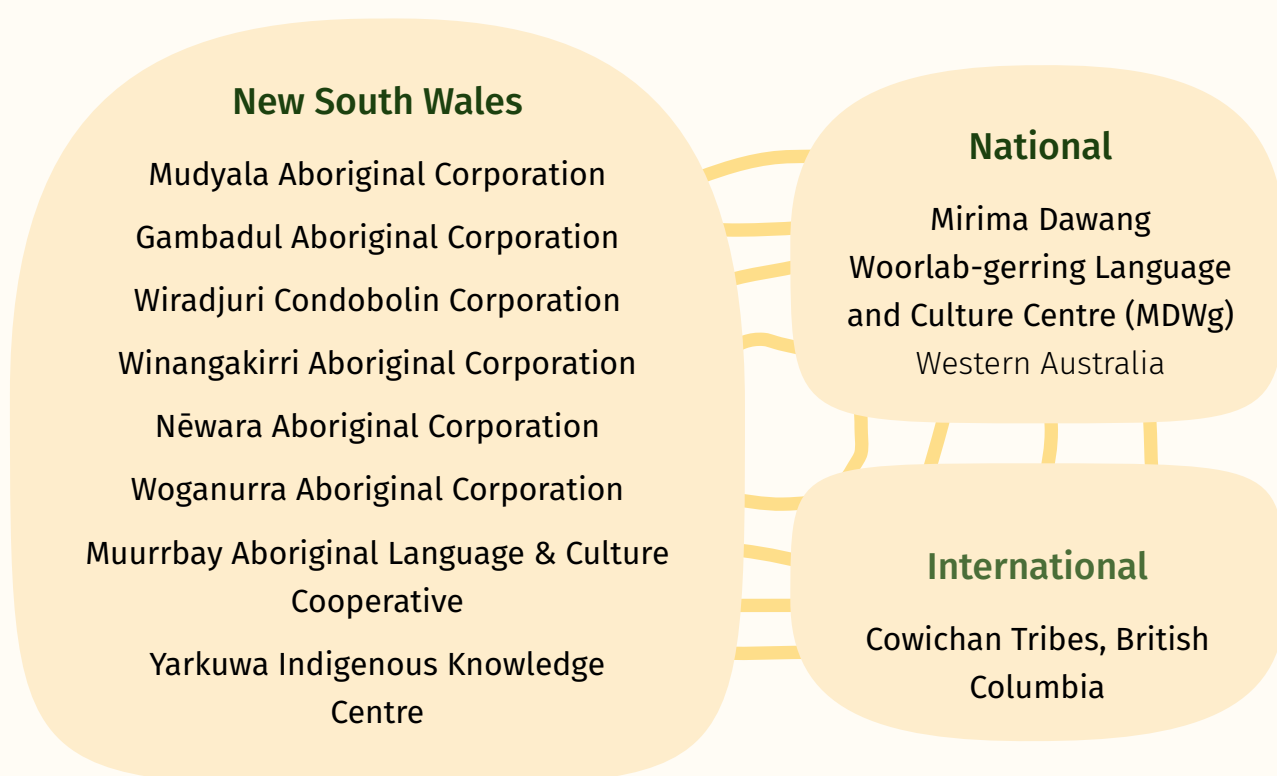 New South Wales
Mudyala Aboriginal Corporation
Gambadul Aboriginal Corporation
Wiradjuri Condobolin Corporation
Winangakirri Aboriginal Corporation
Nēwara Aboriginal Corporation
Woganurra Aboriginal Corporation
Muurrbay Aboriginal Language & Culture
Cooperative
Yarkuwa Indigenous Knowledge
Centre
National
Mirima Dawang
Woorlab-gerring Language
and Culture Centre (MDWg)
Western Australia
International
Cowichan Tribes, British
Columbia